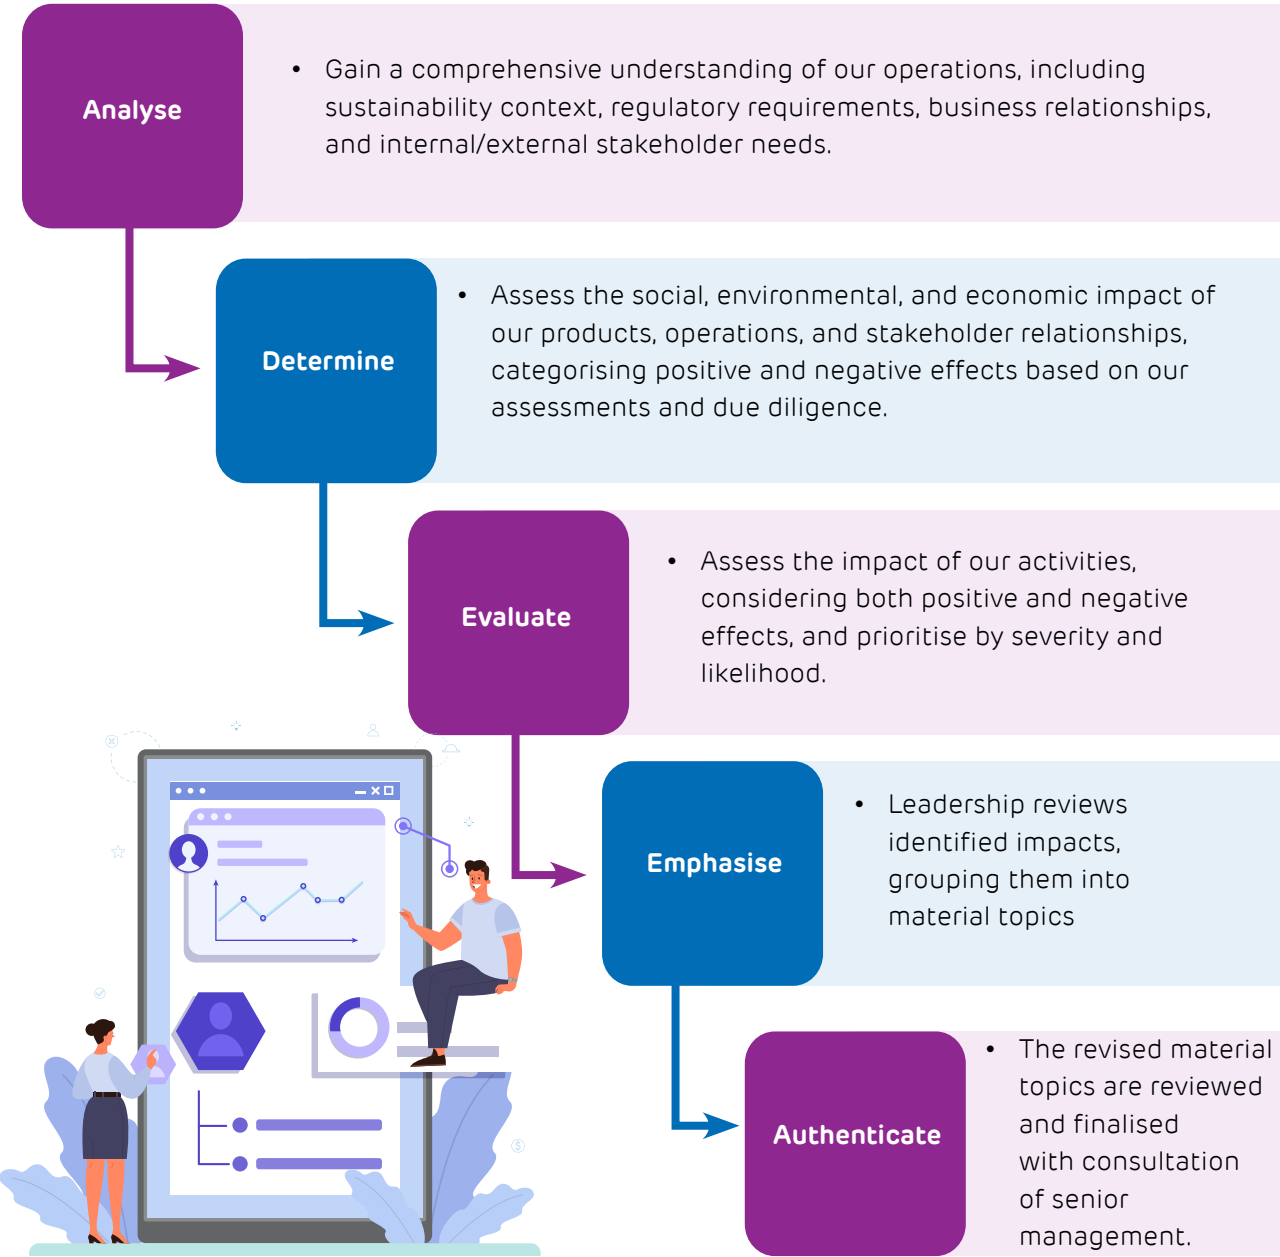 Analyse
• Gain a comprehensive understanding of our operations, including
sustainability context, regulatory requirements, business relationships,
and internal/external stakeholder needs.
Determine
• Assess the social, environmental, and economic impact of
our products, operations, and stakeholder relationships,
categorising positive and negative effects based on our
assessments and due diligence.
Evaluate
• Assess the impact of our activities,
considering both positive and negative
effects, and prioritise by severity and
likelihood.
Emphasise
• Leadership reviews
identified impacts,
grouping them into
material topics
Authenticate
• The revised material
topics are reviewed
and finalised
with consultation
of senior
management.